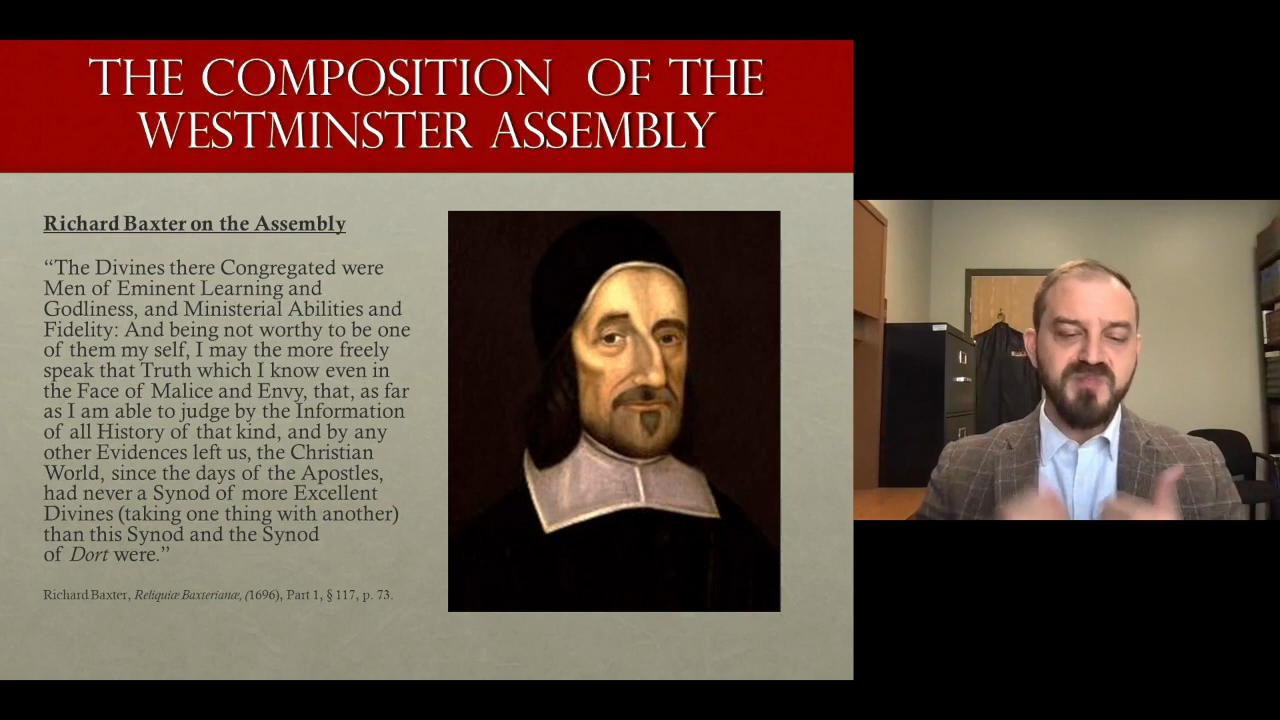 THE COMPOSITION OF THE
WESTMINSTER ASSEMBLY
Richard Baxter on the Assembly
“The Divines there Congregated were
Men of Eminent Learning and
Godliness, and Ministerial Abilities and
Fidelity: And being not worthy to be one
of them my self, I may the more freely
speak that Truth which I know even in
the Face of Malice and Envy, that, as far
as I am able to judge by the Information
of all History of that kind, and by any
other Evidences left us, the Christian
World, since the days of the Apostles,
had never a Synod of more Excellent
Divines (taking one thing with another)
than this Synod and the Synod
of Dort were.”
Richard Baxter, Reliquiæ Baxterianæ, (1696), Part 1, § 117, p. 73.